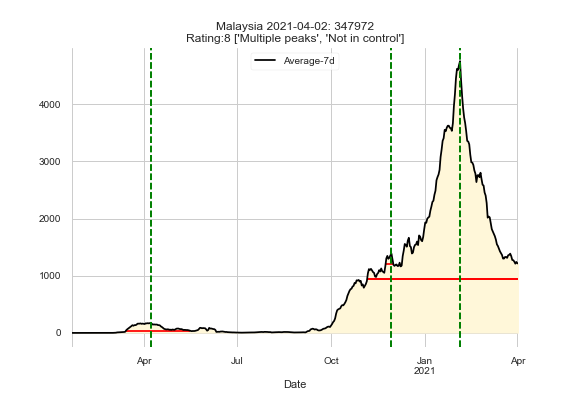 Malaysia 2021-04-02: 347972
Rating:8 ['Multiple peaks', 'Not in control']
Average-7d
4000
3000
2000
1000
0
Apr
Jul
Oct
Jan
2021
Apr
Date